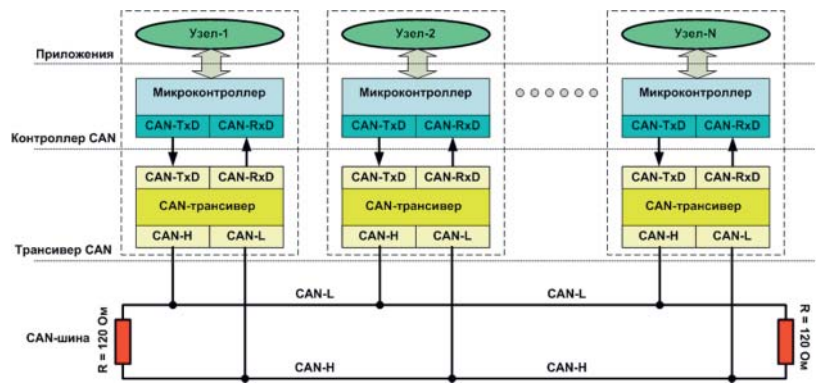 Узел-1
Узел-2
Узел-N
Приложения
Микроконтроллер
Микроконтроллер
Микроконтроллер
CAN-TxD
CAN-RxD
CAN-TxD
CAN-RxD
CAN-TxD
CAN-RxD
Контроллер CAN
CAN-TxD
CAN-RxD
CAN-TxD
CAN-RxD
CAN-TxD
CAN-RxD
CAN-трансивер
CAN-трансивер
CAN-трансивер
CAN-H
CAN-L
CAN-H
CAN-L
CAN-H
CAN-L
Трансивер CAN
CAN-L
CAN-L
CAN-шина
R = 120 Ом
R = 120 Ом
CAN-H
CAN-H